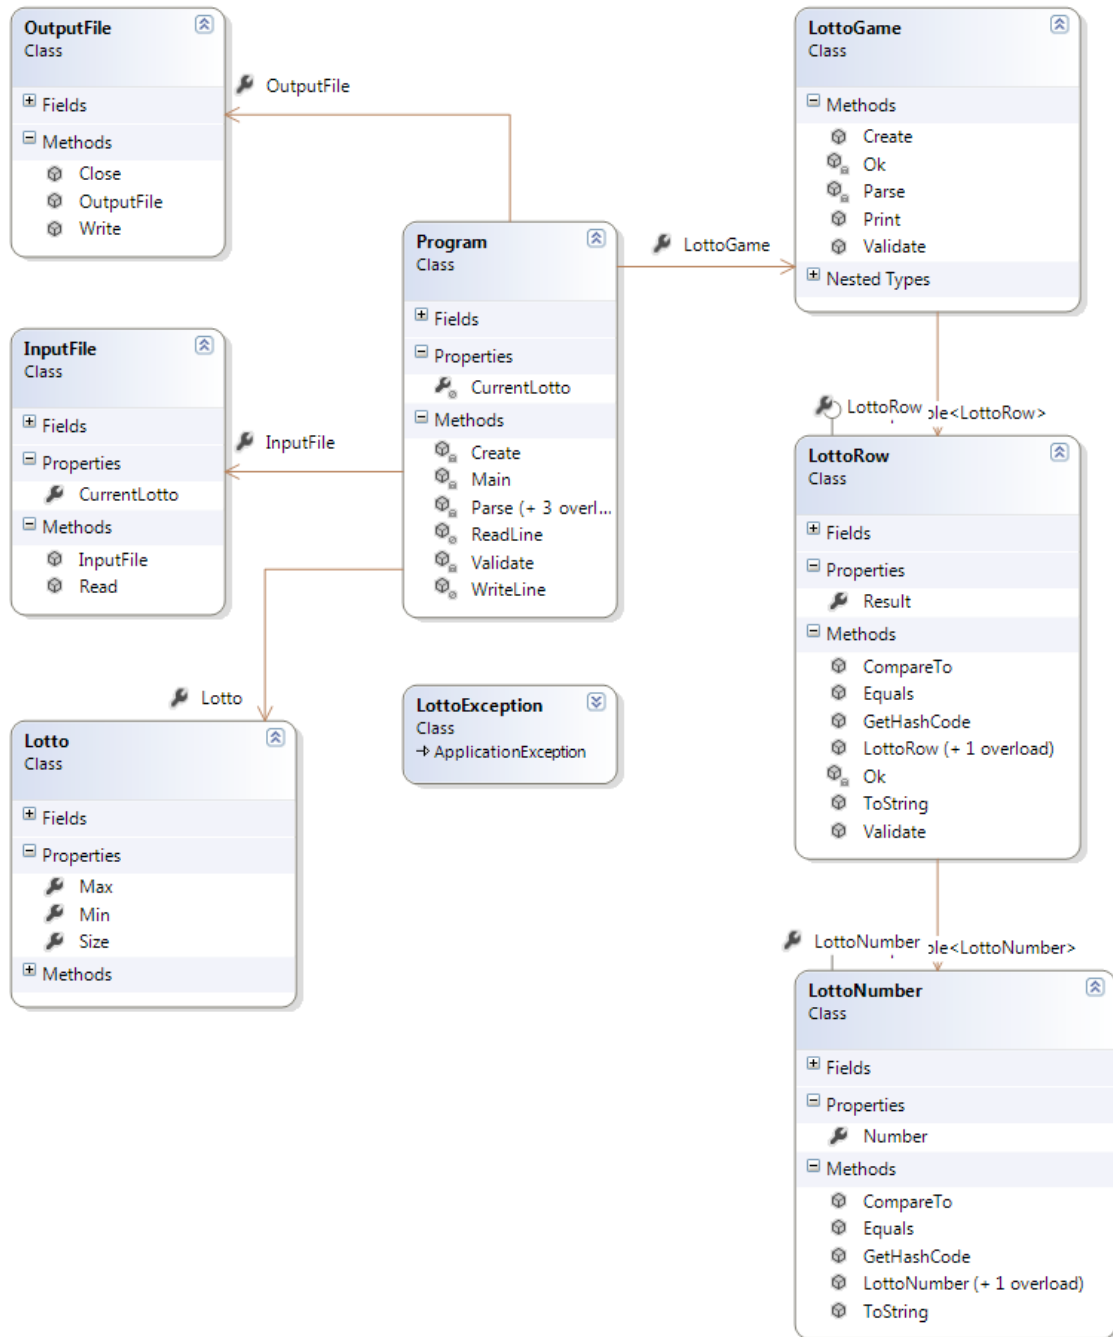 OutputFile
Class
Fields
Methods
Close
OutputFile
Write
OutputFile
LottoGame
Class
Methods
Create
Ok
Parse
Print
Validate
Nested Types
Program
Class
Fields
Properties
CurrentLotto
Methods
Create
Main
Parse (+ 3 overl...
ReadLine
Validate
WriteLine
LottoGame
InputFile
Class
Fields
Properties
CurrentLotto
Methods
InputFile
Read
InputFile
LottoRow
ble<LottoRow>
LottoRow
Class
Fields
Properties
Result
Methods
CompareTo
Equals
GetHashCode
LottoRow (+ 1 overload)
Ok
ToString
Validate
Lotto
Lotto
Class
Fields
Properties
Max
Min
Size
Methods
LottoException
Class
ApplicationException
LottoNumber
ble<LottoNumber>
LottoNumber
Class
Fields
Properties
Number
Methods
CompareTo
Equals
GetHashCode
LottoNumber (+ 1 overload)
ToString